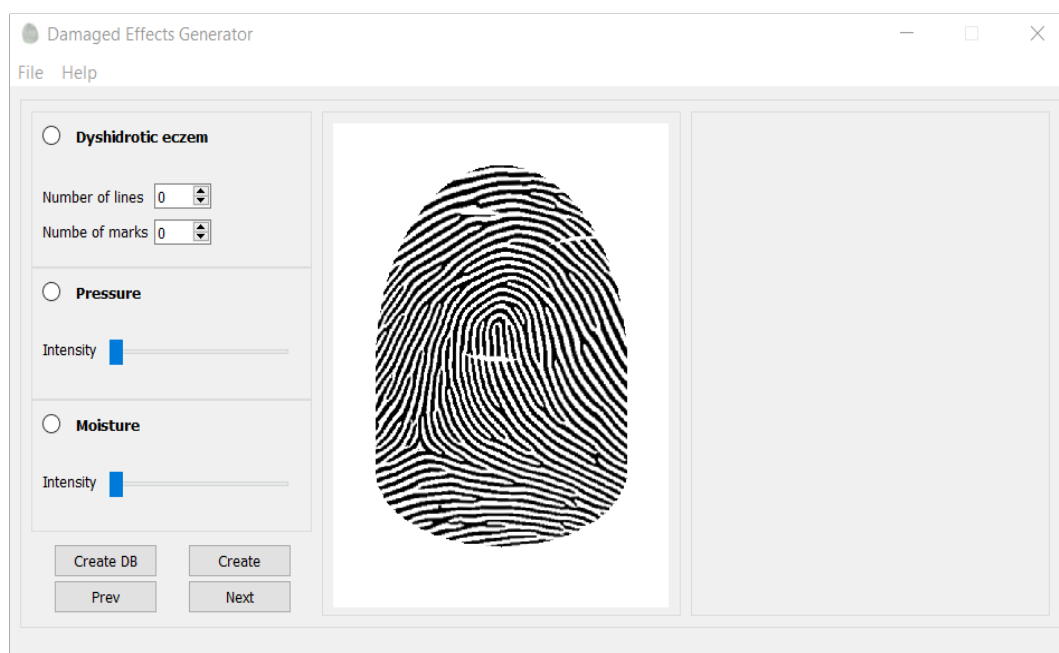 Damaged Effects Generator
File Help
Dyshidrotic eczem
Number of lines 0
Numbe of marks 0
Pressure
Intensity
Moisture
Intensity
Create DB Create
Prev Next